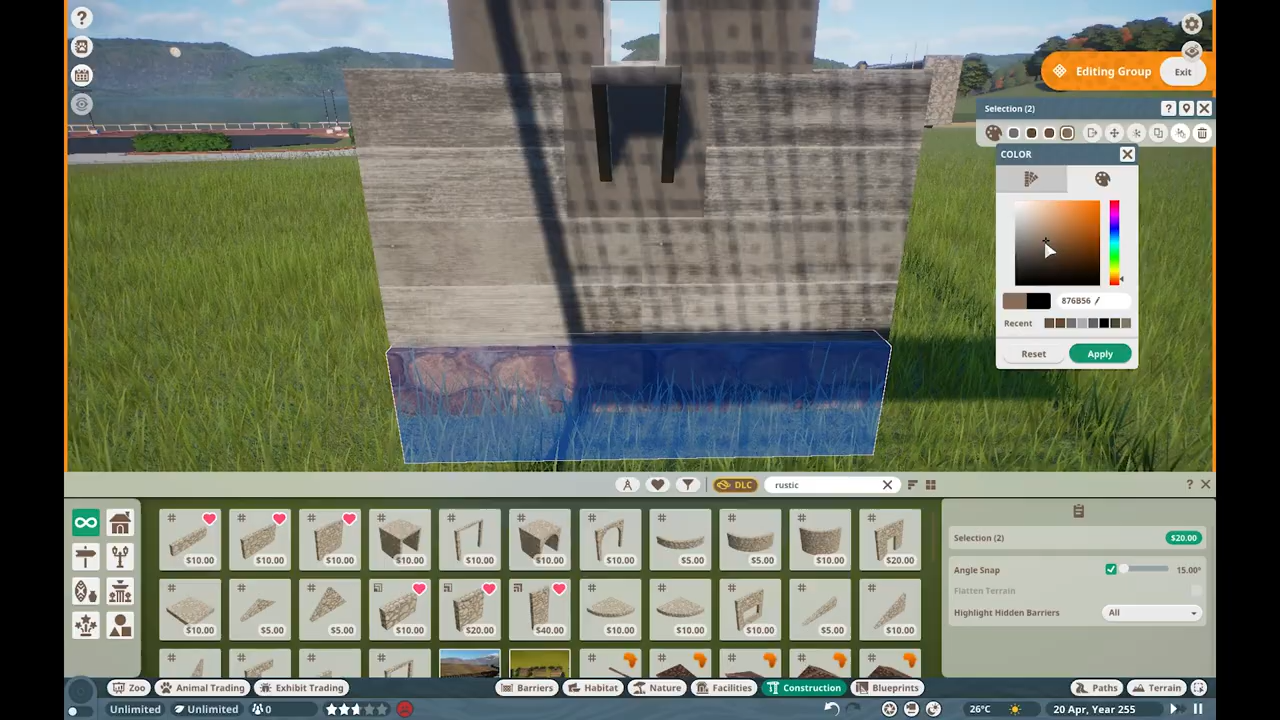 ?
Editing Group Exit
Selection (2) ?
COLOR
876B56
Recent
Reset Apply
DLC rustic ?
$10.00 $10.00 $10.00 $10.00 $10.00 $10.00 $10.00 $5.00 $5.00 $10.00 $20.00
Selection (2) $20.00
Angle Snap 15.00°
Flatten Terrain
Highlight Hidden Barriers All
$10.00 $5.00 $5.00 $10.00 $20.00 $40.00 $10.00 $10.00 $10.00 $5.00 $10.00
Zoo Animal Trading Exhibit Trading Barriers Habitat Nature Facilities Construction Blueprints Paths Terrain
Unlimited Unlimited 0 26°C 20 Apr, Year 255